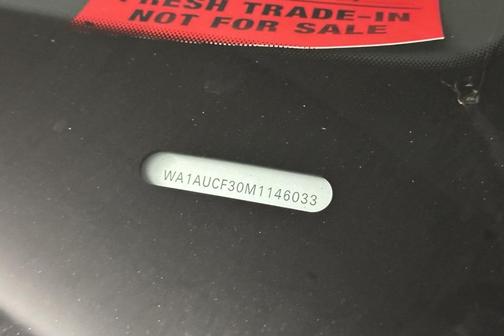 FRESH TRADE-IN
NOT FOR SALE
WA1AUCF30M1146033